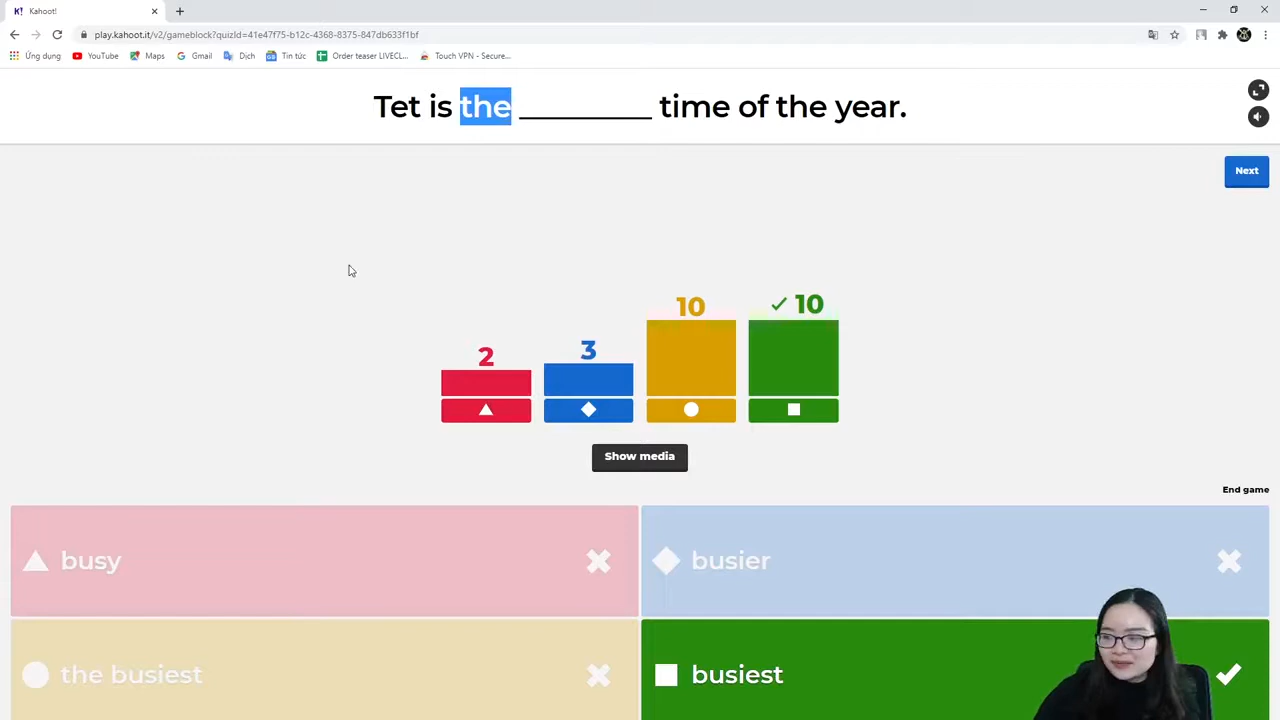 Kahoot!
play.kahoot.it/v2/gameblock?quizId=41e47f75-b12c-4368-8375-847db633f1bf
Ứng dụng YouTube Maps Gmail Dịch Tin tức Order teaser LIVECL... Touch VPN - Secure...
Tet is the __________ time of the year.
Next
2 3 10 10
Show media
End game
busy
busier
the busiest
busiest